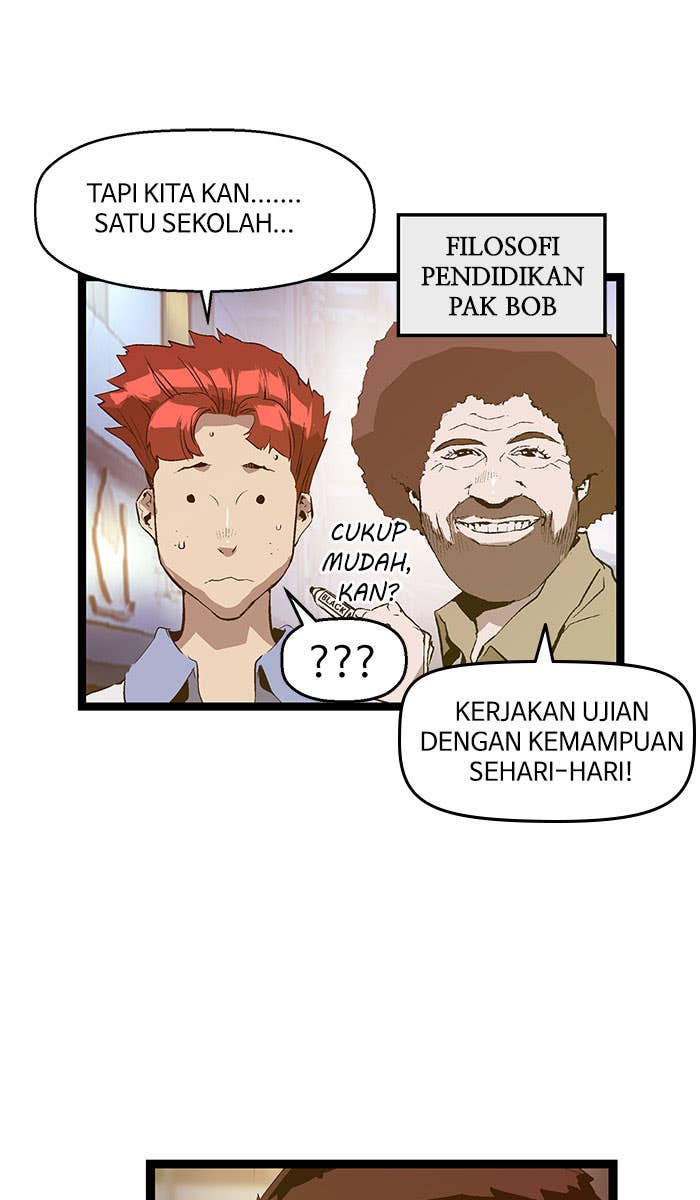 TAPI KITA KAN.......
SATU SEKOLAH...
FILOSOFI
PENDIDIKAN
PAK BOB
CUKUP
MUDAH,
KAN?
BLACK
???
KERJAKAN UJIAN
DENGAN KEMAMPUAN
SEHARI-HARI!